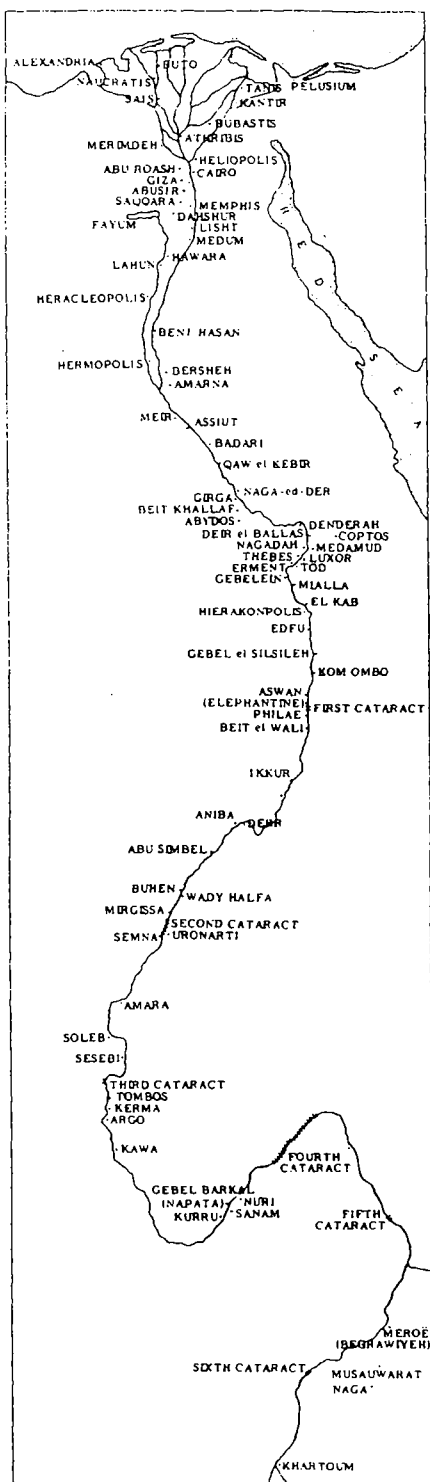 ALEXANDRIA
BUTO
NAUCRATIS
TANIS
PELUSIUM
SAIS
KANTIR
BUBASTIS
ATHRIBIS
MERIMDEH
HELIOPOLIS
ABU ROASH
CAIRO
GIZA
ABUSIR
SAQQARA
MEMPHIS
DAHSHUR
FAYUM
LISHT
MEDUM
HAWARA
LAHUN
RED SEA
HERACLEOPOLIS
BENI HASAN
HERMOPOLIS
BERSHEH
AMARNA
MEIR
ASSIUT
BADARI
QAW el KEBIR
NAGA-ed-DER
GIRGA
BEIT KHALLAF
ABYDOS
DENDERAH
DEIR el BALLAS
COPTOS
NAGADAH
MEDAMUD
THEBES
LUXOR
ERMENT
TOD
GEBELEIN
MIALLA
EL KAB
HIERAKONPOLIS
EDFU
GEBEL el SILSILEH
KOM OMBO
ASWAN
(ELEPHANTINE)
FIRST CATARACT
PHILAE
BEIT el WALI
IKKUR
ANIBA
DERR
ABU SIMBEL
BUHEN
WADY HALFA
MIRGISSA
SECOND CATARACT
SEMNA
URONARTI
AMARA
SOLEB
SESEBI
THIRD CATARACT
TOMBOS
KERMA
ARGO
KAWA
FOURTH
CATARACT
GEBEL BARKAL
(NAPATA)
NURI
KURRU
SANAM
FIFTH
CATARACT
MEROË
(BEGRAWIYEH)
SIXTH CATARACT
MUSAUWARAT
NAGA
KHARTOUM